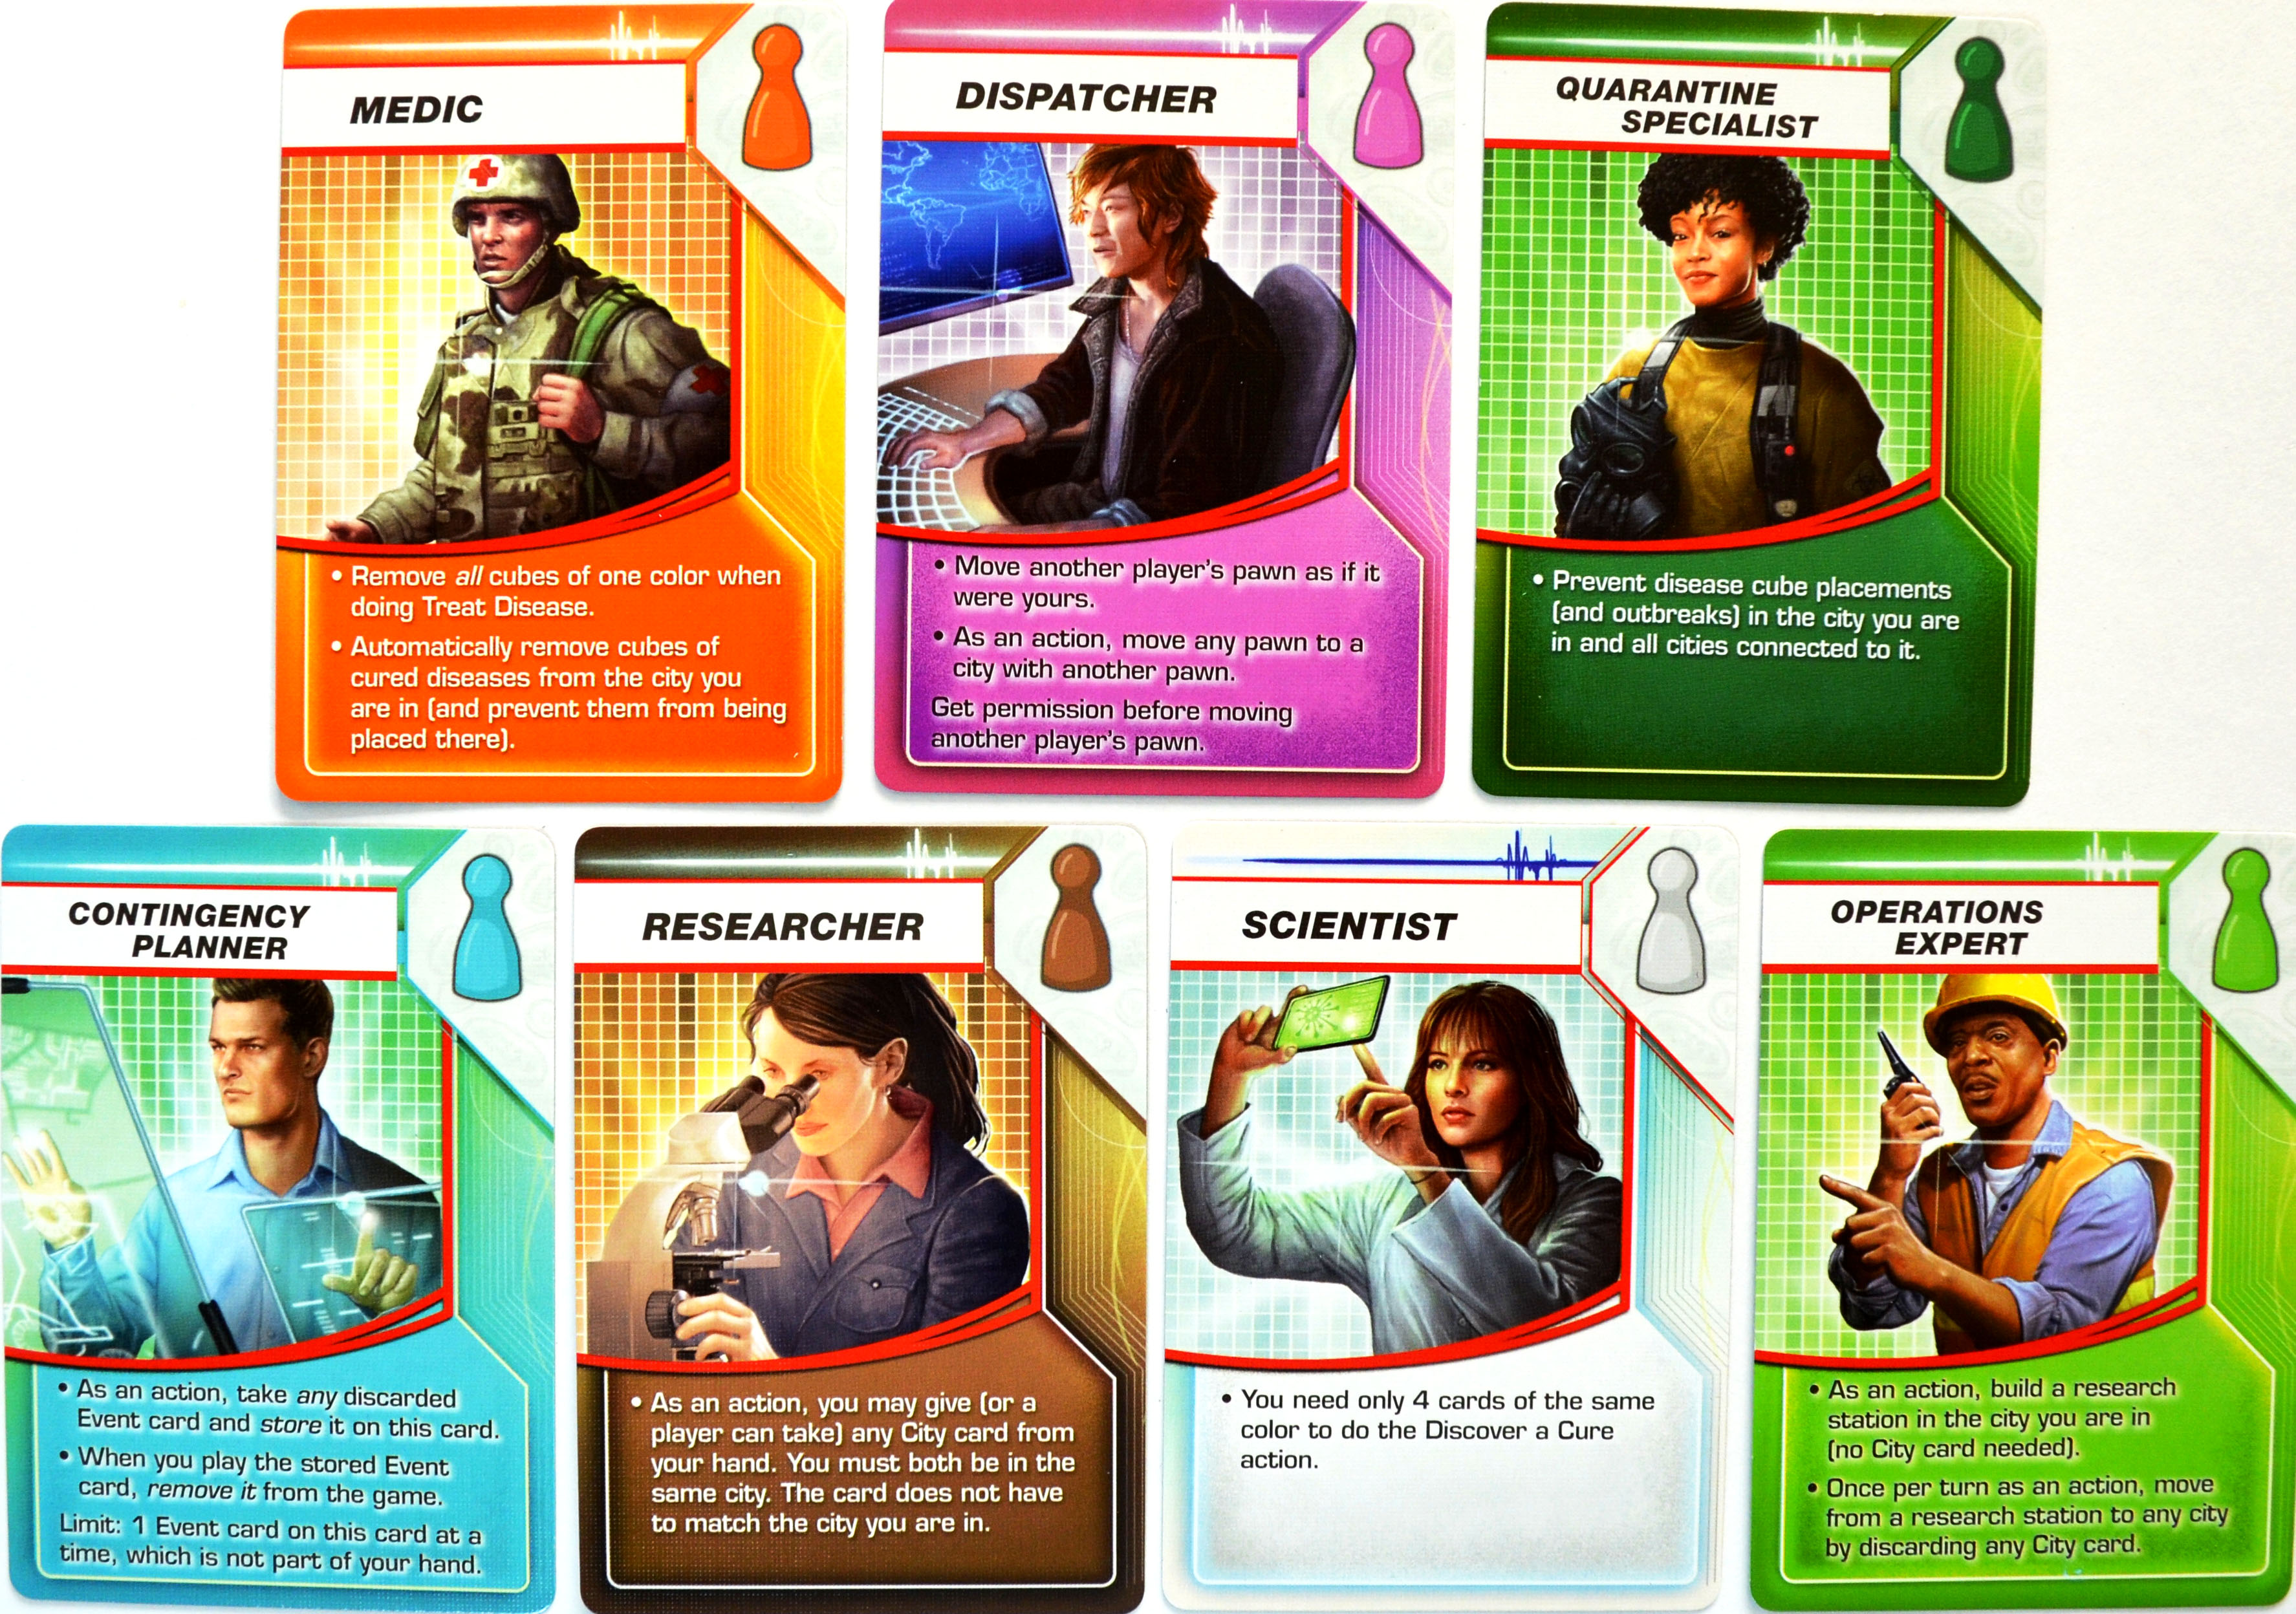 MEDIC
• Remove all cubes of one color when
doing Treat Disease.
• Automatically remove cubes of
cured diseases from the city you
are in (and prevent them from being
placed there).
DISPATCHER
• Move another player's pawn as if it
were yours.
• As an action, move any pawn to a
city with another pawn.
Get permission before moving
another player's pawn.
QUARANTINE
SPECIALIST
• Prevent disease cube placements
(and outbreaks) in the city you are
in and all cities connected to it.
CONTINGENCY
PLANNER
• As an action, take any discarded
Event card and store it on this card.
• When you play the stored Event
card, remove it from the game.
Limit: 1 Event card on this card at a
time, which is not part of your hand.
RESEARCHER
• As an action, you may give (or a
player can take) any City card from
your hand. You must both be in the
same city. The card does not have
to match the city you are in.
SCIENTIST
• You need only 4 cards of the same
color to do the Discover a Cure
action.
OPERATIONS
EXPERT
• As an action, build a research
station in the city you are in
(no City card needed).
• Once per turn as an action, move
from a research station to any city
by discarding any City card.